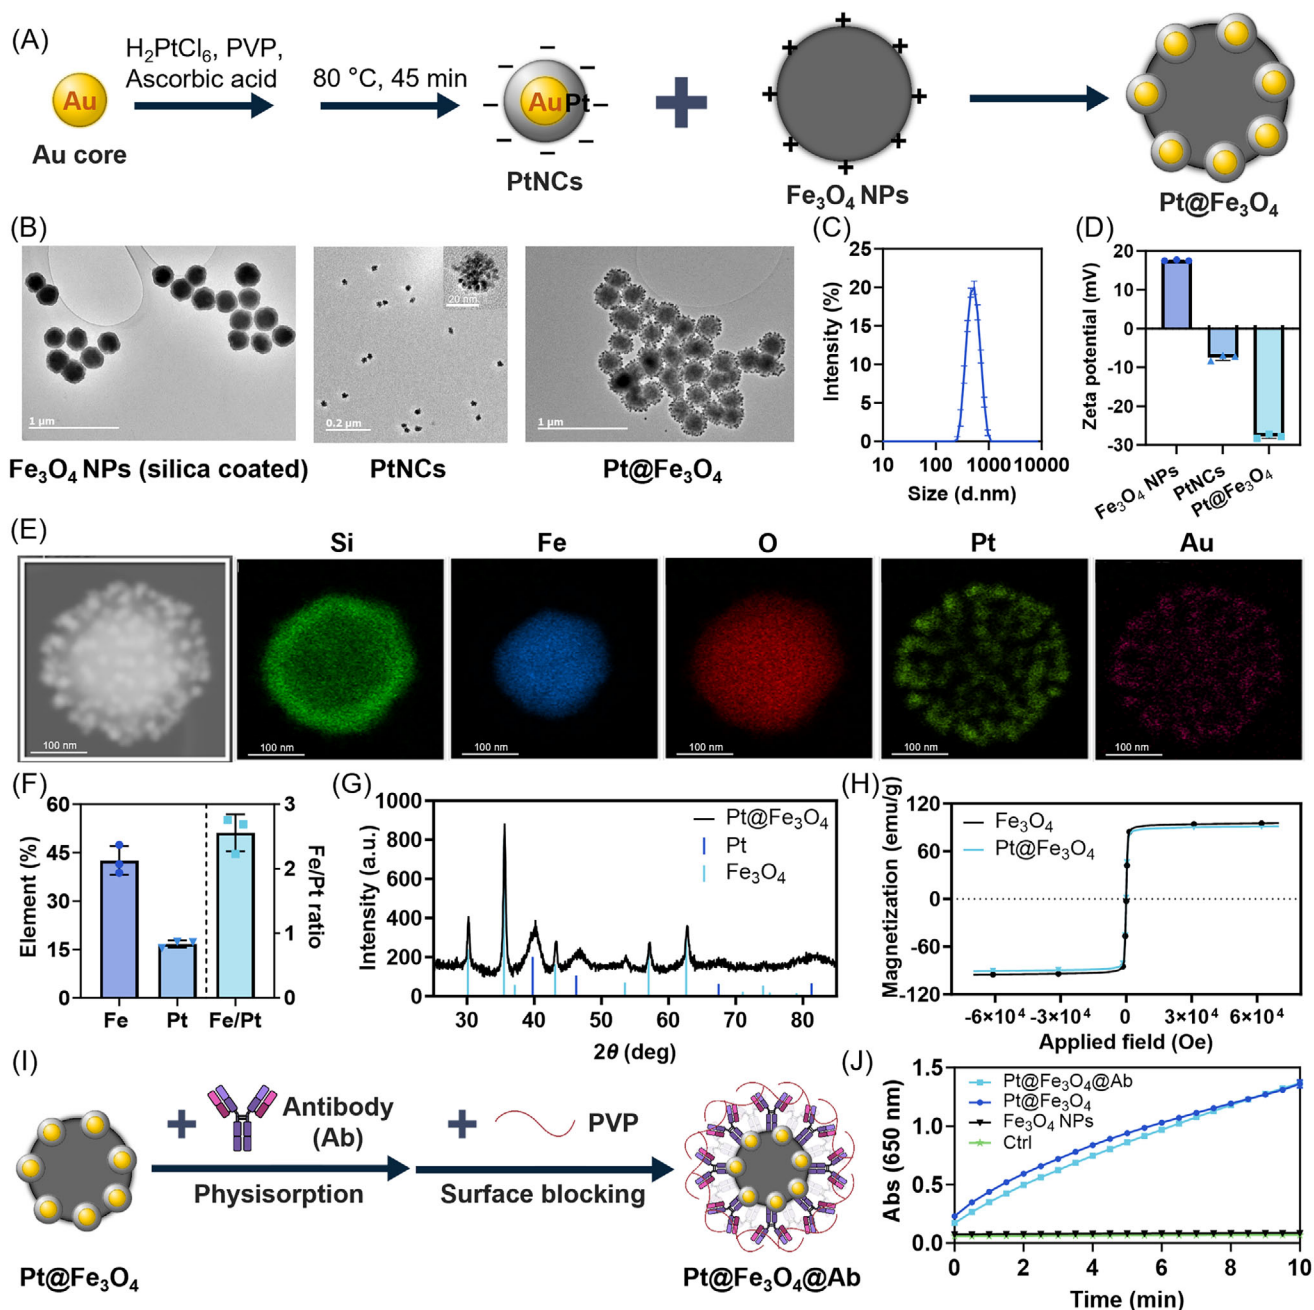 (A)
H₂PtCl₆, PVP,
Ascorbic acid
80 °C, 45 min
Au
Au core
AuPt
PtNCs
Fe₃O₄ NPs
Pt@Fe₃O₄
(B)
1 μm
20 nm
0.2 μm
1 μm
Fe₃O₄ NPs (silica coated)
PtNCs
Pt@Fe₃O₄
(C)
Intensity (%)
25
20
15
10
5
0
10 100 1000 10000
Size (d.nm)
(D)
Zeta potential (mV)
20
10
0
-10
-20
-30
Fe₃O₄ NPs
PtNCs
Pt@Fe₃O₄
(E)
Si Fe O Pt Au
100 nm 100 nm 100 nm 100 nm 100 nm 100 nm
(F)
Element (%)
60
45
30
15
0
Fe/Pt ratio
3
2
1
0
Fe Pt Fe/Pt
(G)
Intensity (a.u.)
1000
800
600
400
200
0
Pt@Fe₃O₄
Pt
Fe₃O₄
30 40 50 60 70 80
2θ (deg)
(H)
Magnetization (emu/g)
120
60
0
-60
-120
Fe₃O₄
Pt@Fe₃O₄
-6×10⁴ -3×10⁴ 0 3×10⁴ 6×10⁴
Applied field (Oe)
(I)
Pt@Fe₃O₄
Antibody
(Ab)
Physisorption
PVP
Surface blocking
Pt@Fe₃O₄@Ab
(J)
Abs (650 nm)
1.5
1.0
0.5
0.0
Pt@Fe₃O₄@Ab
Pt@Fe₃O₄
Fe₃O₄ NPs
Ctrl
0 2 4 6 8 10
Time (min)